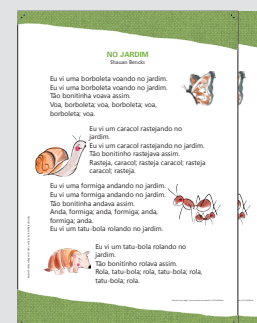 NO JARDIM
Shauan Bencks
Eu vi uma borboleta voando no jardim.
Eu vi uma borboleta voando no jardim.
Tão bonitinha voava assim.
Voa, borboleta; voa, borboleta; voa,
borboleta; voa.
Eu vi um caracol rastejando no
jardim.
Eu vi um caracol rastejando no jardim.
Tão bonitinho rastejava assim.
Rasteja, caracol; rasteja caracol; rasteja
caracol; rasteja.
Eu vi uma formiga andando no jardim.
Eu vi uma formiga andando no jardim.
Tão bonitinha andava assim.
Anda, formiga; anda, formiga; anda,
formiga; anda.
Eu vi um tatu-bola rolando no jardim.
Eu vi um tatu-bola rolando no
jardim.
Tão bonitinho rolava assim.
Rola, tatu-bola; rola, tatu-bola; rola,
tatu-bola; rola.